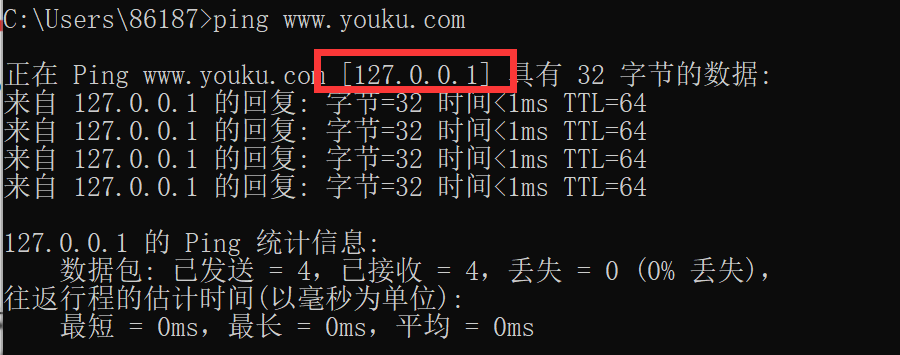 C:\Users\86187>ping www.youku.com
正在 Ping www.youku.com [127.0.0.1] 具有 32 字节的数据:
来自 127.0.0.1 的回复: 字节=32 时间<1ms TTL=64
来自 127.0.0.1 的回复: 字节=32 时间<1ms TTL=64
来自 127.0.0.1 的回复: 字节=32 时间<1ms TTL=64
来自 127.0.0.1 的回复: 字节=32 时间<1ms TTL=64
127.0.0.1 的 Ping 统计信息:
数据包: 已发送 = 4，已接收 = 4，丢失 = 0 (0% 丢失)，
往返行程的估计时间(以毫秒为单位):
最短 = 0ms，最长 = 0ms，平均 = 0ms